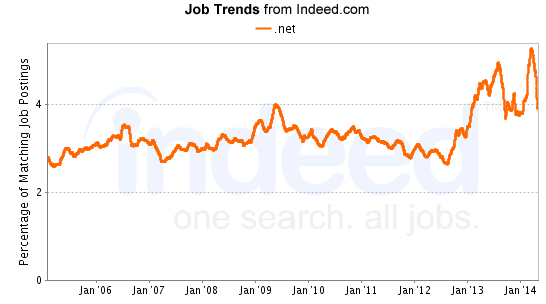 Job Trends from Indeed.com
.net
Percentage of Matching Job Postings
4
2
0
indeed
one search. all jobs.
Jan '06 Jan '07 Jan '08 Jan '09 Jan '10 Jan '11 Jan '12 Jan '13 Jan '14